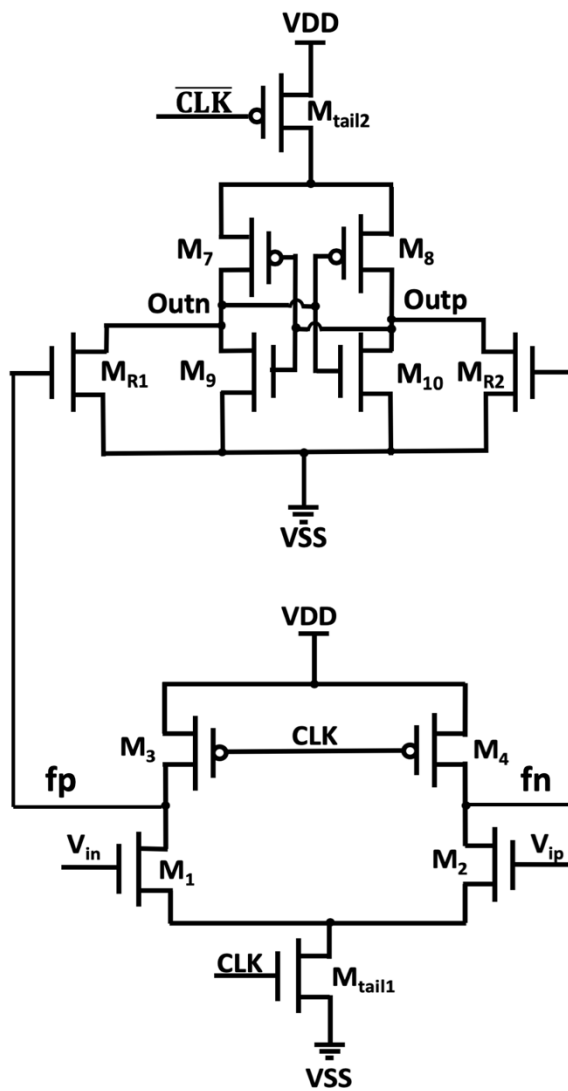 VDD
CLK
M_tail2
M_7
M_8
Outn
Outp
M_R1
M_9
M_10
M_R2
VSS
VDD
M_3
CLK
M_4
fp
fn
V_in
M_1
M_2
V_ip
CLK
M_tail1
VSS